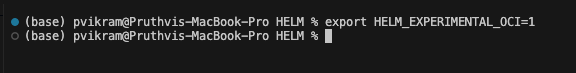 (base) pvikram@Pruthvis-MacBook-Pro HELM % export HELM_EXPERIMENTAL_OCI=1
(base) pvikram@Pruthvis-MacBook-Pro HELM %